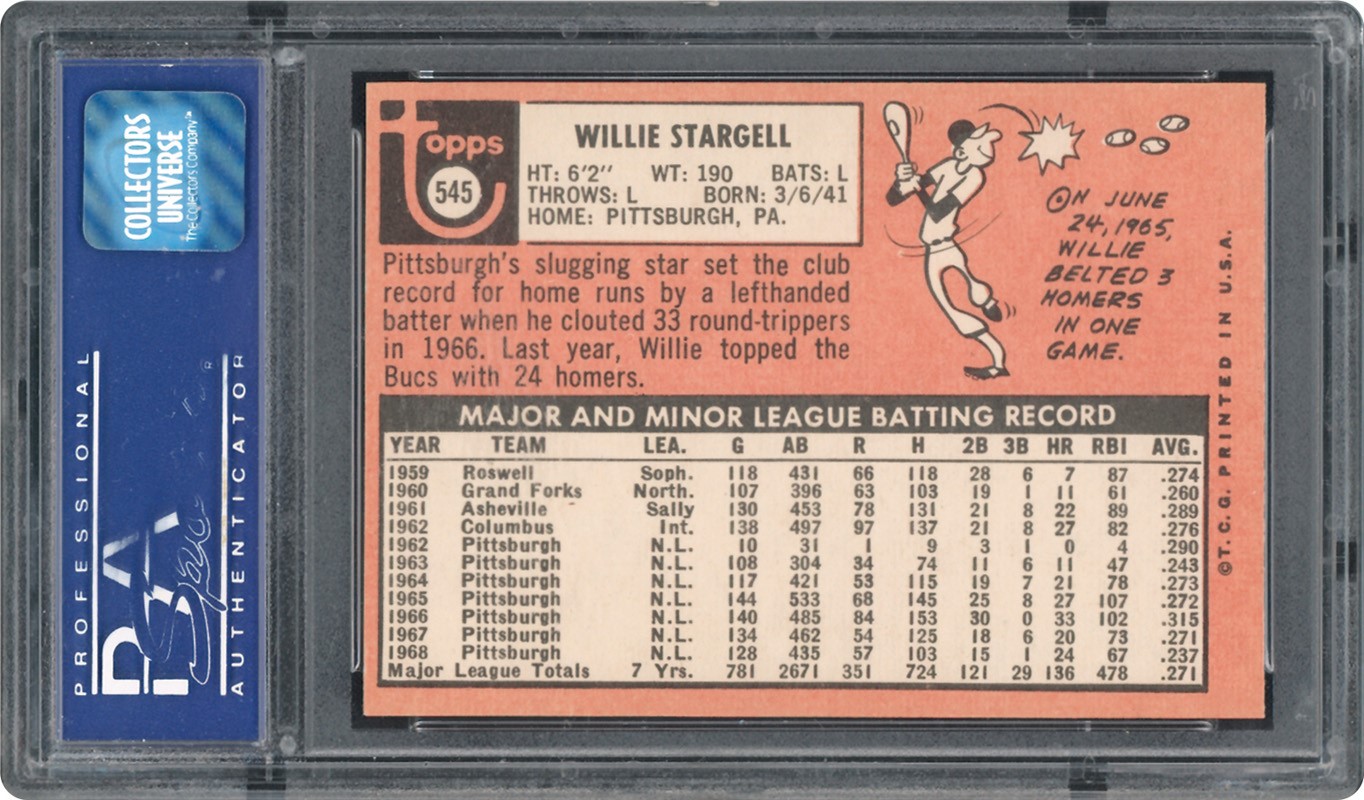 COLLECTORS
UNIVERSE
The Collectors Company™
PROFESSIONAL
PSA
AUTHENTICATOR
R
topps
545
WILLIE STARGELL
HT: 6'2" WT: 190 BATS: L
THROWS: L BORN: 3/6/41
HOME: PITTSBURGH, PA.
Pittsburgh's slugging star set the club
record for home runs by a lefthanded
batter when he clouted 33 round-trippers
in 1966. Last year, Willie topped the
Bucs with 24 homers.
ON JUNE
24, 1965,
WILLIE
BELTED 3
HOMERS
IN ONE
GAME.
MAJOR AND MINOR LEAGUE BATTING RECORD
YEAR TEAM LEA. G AB R H 2B 3B HR RBI AVG.
1959 Roswell Soph. 118 431 66 118 28 6 7 87 .274
1960 Grand Forks North. 107 396 63 103 19 1 11 61 .260
1961 Asheville Sally 130 453 78 131 21 8 22 89 .289
1962 Columbus Int. 138 497 97 137 21 8 27 82 .276
1962 Pittsburgh N.L. 10 31 1 9 3 1 0 4 .290
1963 Pittsburgh N.L. 108 304 34 74 11 6 11 47 .243
1964 Pittsburgh N.L. 117 421 53 115 19 7 21 78 .273
1965 Pittsburgh N.L. 144 533 68 145 25 8 27 107 .272
1966 Pittsburgh N.L. 140 485 84 153 30 0 33 102 .315
1967 Pittsburgh N.L. 134 462 54 125 18 6 20 73 .271
1968 Pittsburgh N.L. 128 435 57 103 15 1 24 67 .237
Major League Totals 7 Yrs. 781 2671 351 724 121 29 136 478 .271
©T.C.G. PRINTED IN U.S.A.